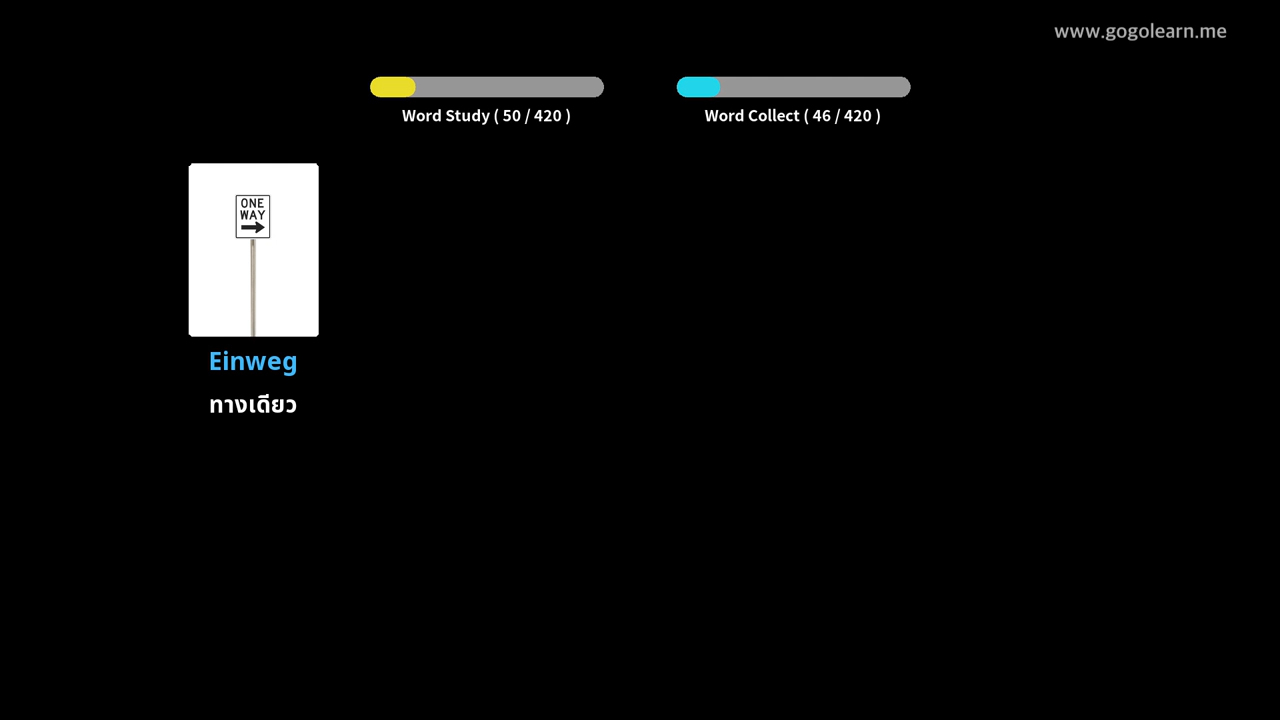 www.gogolearn.me
Word Study ( 50 / 420 )
Word Collect ( 46 / 420 )
ONE
WAY
Einweg
ทางเดียว